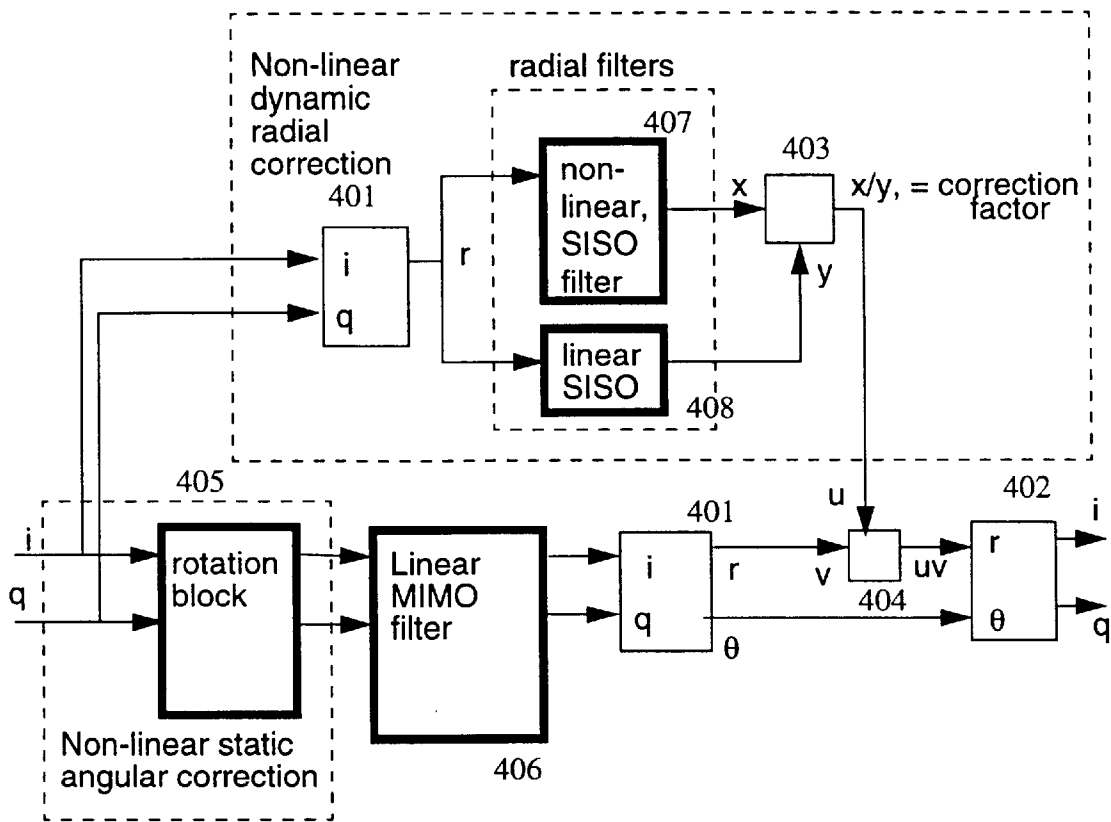 Non-linear
dynamic
radial
correction
radial filters
407
non-
linear,
SISO
filter
403
x
x/y, = correction
factor
401
i
q
r
y
linear
SISO
408
405
i
q
rotation
block
Non-linear static
angular correction
Linear
MIMO
filter
406
401
i
q
r
θ
u
v
uv
404
402
r
θ
i
q